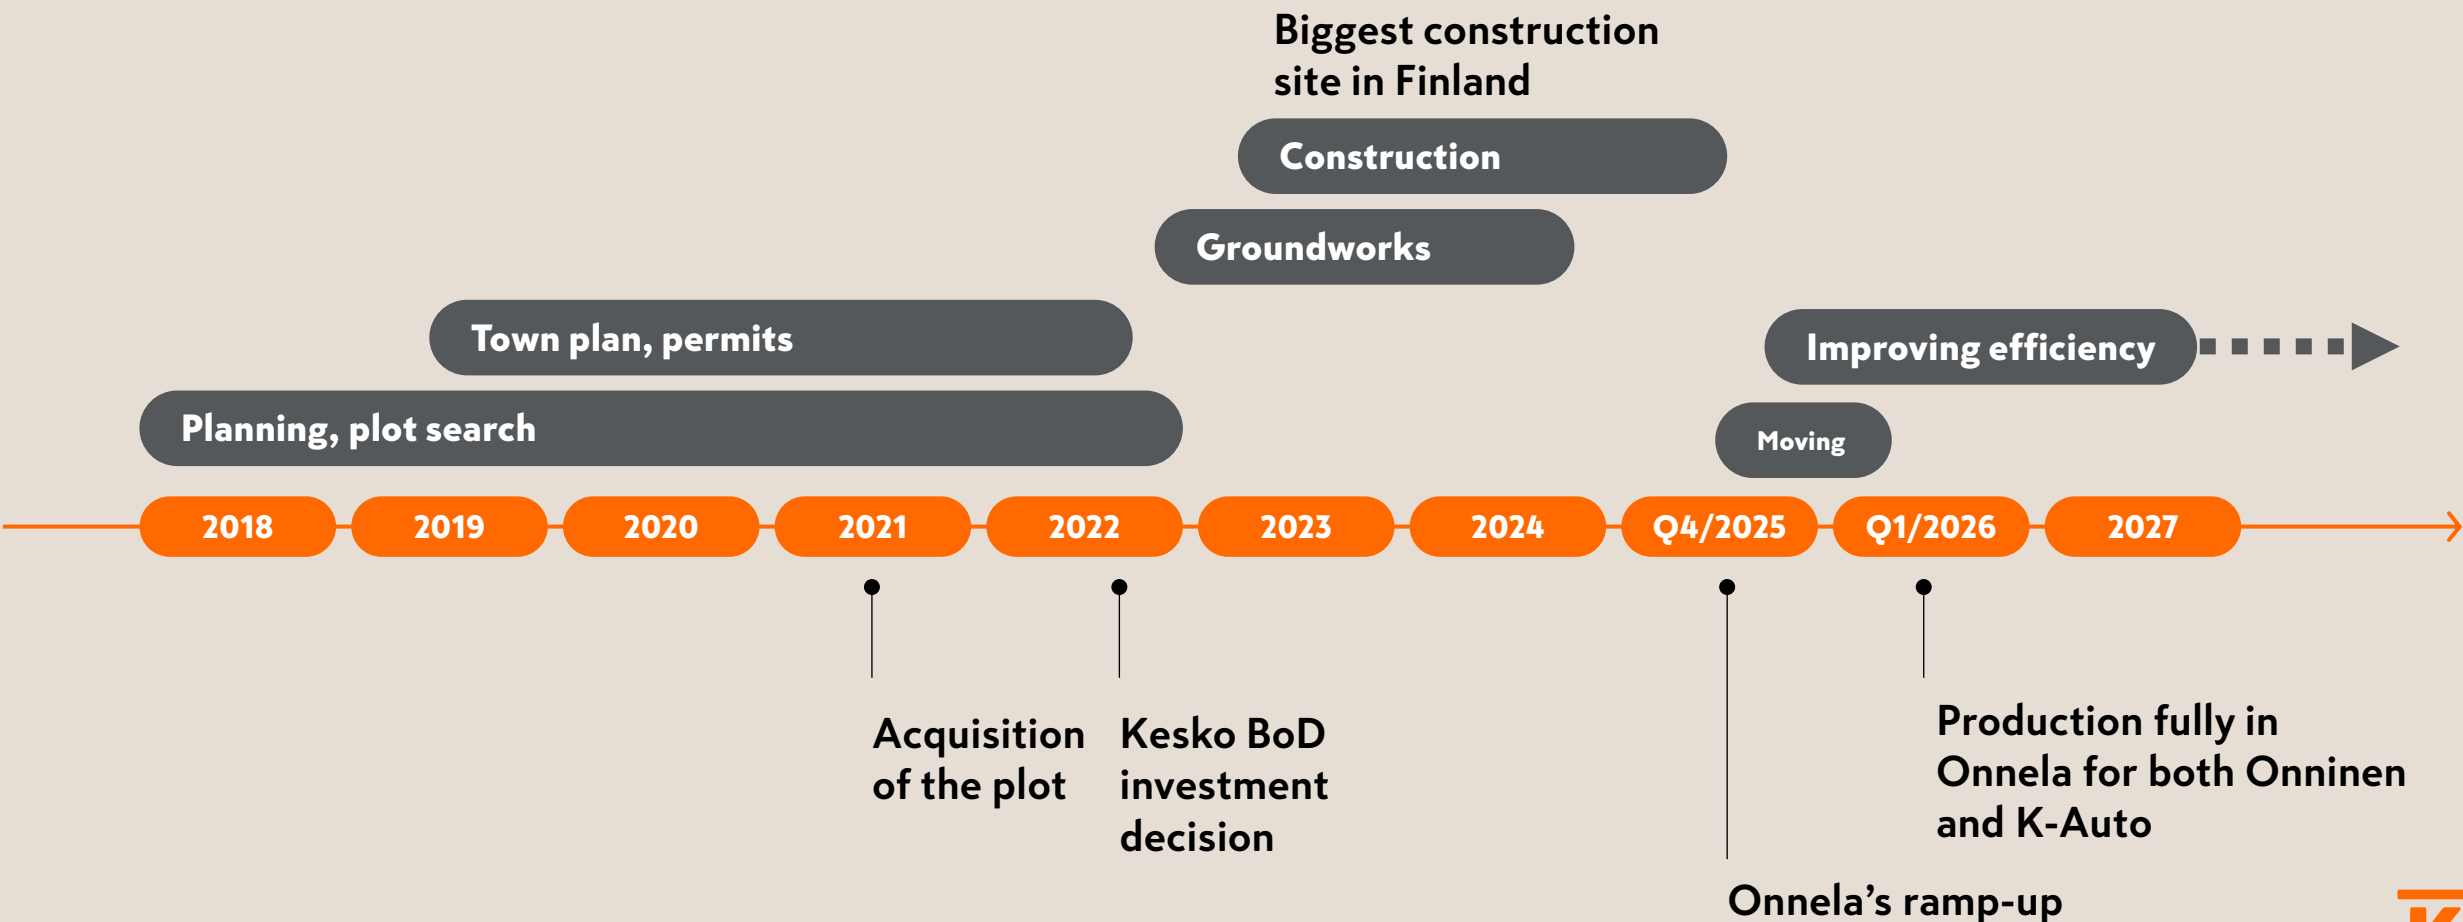 Biggest construction
site in Finland
Construction
Groundworks
Town plan, permits
Improving efficiency
Planning, plot search
Moving
2018 2019 2020 2021 2022 2023 2024 Q4/2025 Q1/2026 2027
Acquisition
of the plot
Kesko BoD
investment
decision
Production fully in
Onnela for both Onninen
and K-Auto
Onnela’s ramp-up
K